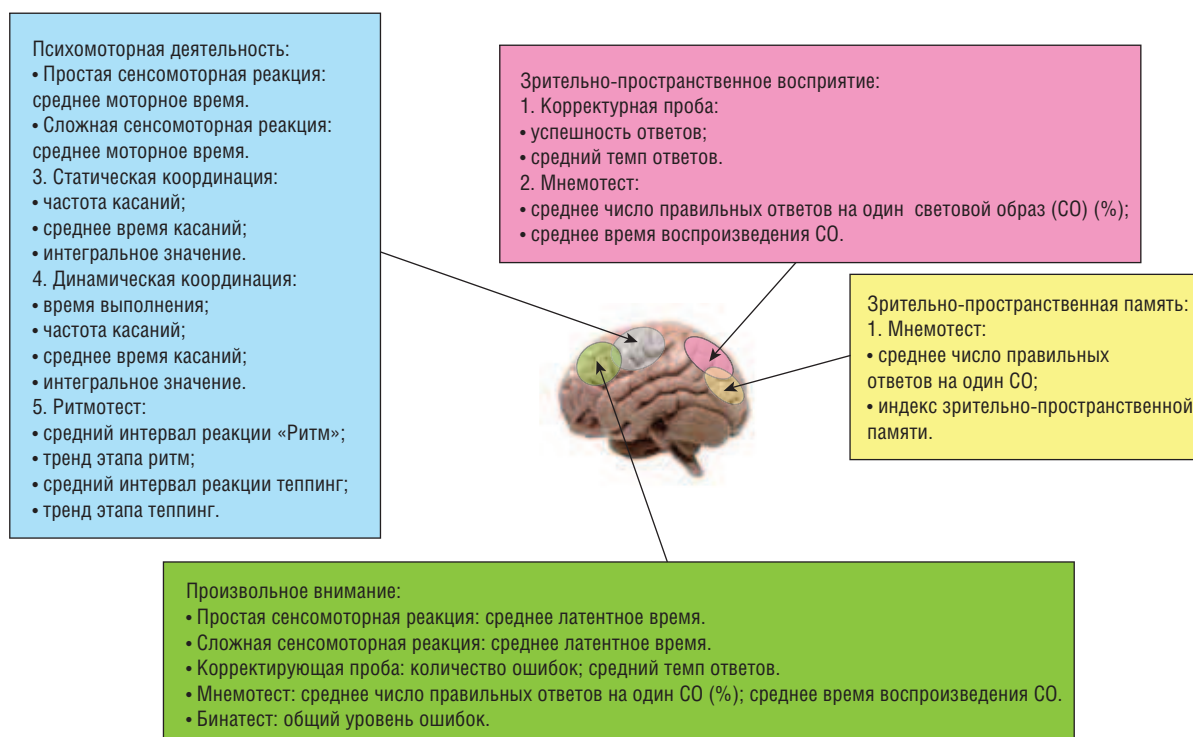 Психомоторная деятельность:
• Простая сенсомоторная реакция:
среднее моторное время.
• Сложная сенсомоторная реакция:
среднее моторное время.
3. Статическая координация:
• частота касаний;
• среднее время касаний;
• интегральное значение.
4. Динамическая координация:
• время выполнения;
• частота касаний;
• среднее время касаний;
• интегральное значение.
5. Ритмотест:
• средний интервал реакции «Ритм»;
• тренд этапа ритм;
• средний интервал реакции теппинг;
• тренд этапа теппинг.
Зрительно-пространственное восприятие:
1. Корректурная проба:
• успешность ответов;
• средний темп ответов.
2. Мнемотест:
• среднее число правильных ответов на один световой образ (СО) (%);
• среднее время воспроизведения СО.
Зрительно-пространственная память:
1. Мнемотест:
• среднее число правильных
ответов на один СО;
• индекс зрительно-пространственной
памяти.
Произвольное внимание:
• Простая сенсомоторная реакция: среднее латентное время.
• Сложная сенсомоторная реакция: среднее латентное время.
• Корректирующая проба: количество ошибок; средний темп ответов.
• Мнемотест: среднее число правильных ответов на один СО (%); среднее время воспроизведения СО.
• Бинатест: общий уровень ошибок.